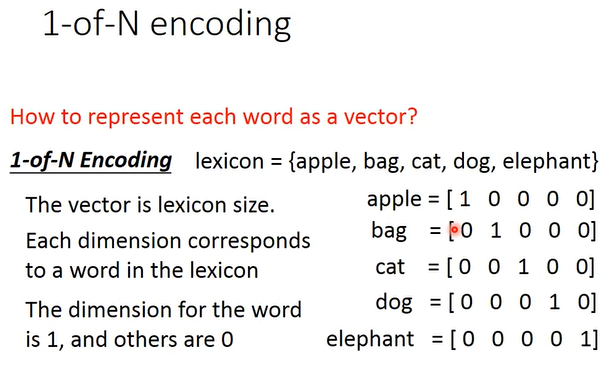 1-of-N encoding
How to represent each word as a vector?
1-of-N Encoding lexicon = {apple, bag, cat, dog, elephant}
The vector is lexicon size.
Each dimension corresponds
to a word in the lexicon
The dimension for the word
is 1, and others are 0
apple = [ 1 0 0 0 0]
bag = [ 0 1 0 0 0]
cat = [ 0 0 1 0 0]
dog = [ 0 0 0 1 0]
elephant = [ 0 0 0 0 1]